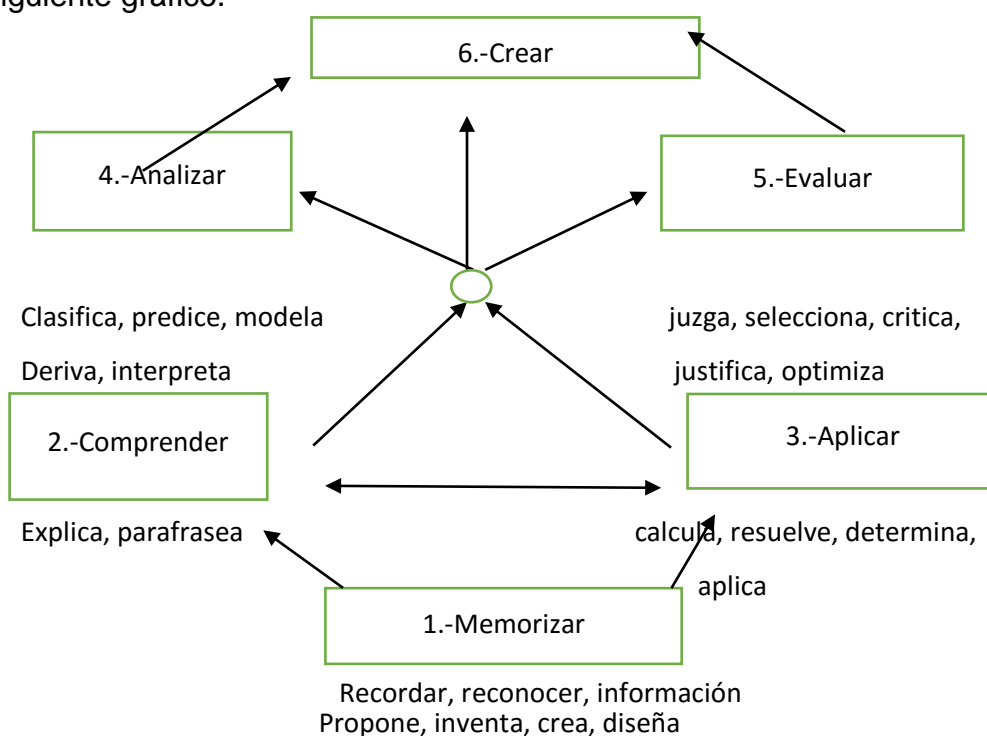 iguiente gráfico:
6.-Crear
4.-Analizar
5.-Evaluar
Clasifica, predice, modela
juzga, selecciona, critica,
Deriva, interpreta
justifica, optimiza
2.-Comprender
3.-Aplicar
Explica, parafrasea
calcula, resuelve, determina,
aplica
1.-Memorizar
Recordar, reconocer, información
Propone, inventa, crea, diseña